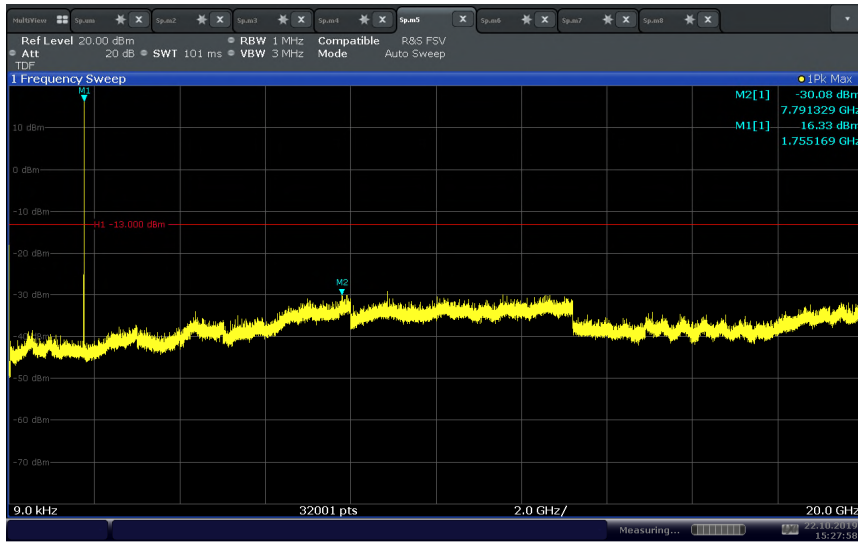 MultiView Sp.um Sp.m2 Sp.m3 Sp.m4 Sp.m5 Sp.m6 Sp.m7 Sp.m8
Ref Level 20.00 dBm RBW 1 MHz Compatible R&S FSV
Att 20 dB SWT 101 ms VBW 3 MHz Mode Auto Sweep
TDF
1 Frequency Sweep 1Pk Max
M1
M2[1] -30.08 dBm
7.791329 GHz
M1[1] 16.33 dBm
1.755169 GHz
10 dBm
0 dBm
-10 dBm
H1 -13.000 dBm
-20 dBm
M2
-30 dBm
-40 dBm
-50 dBm
-60 dBm
-70 dBm
9.0 kHz 32001 pts 2.0 GHz/ 20.0 GHz
Measuring... 22.10.2019
15:27:58